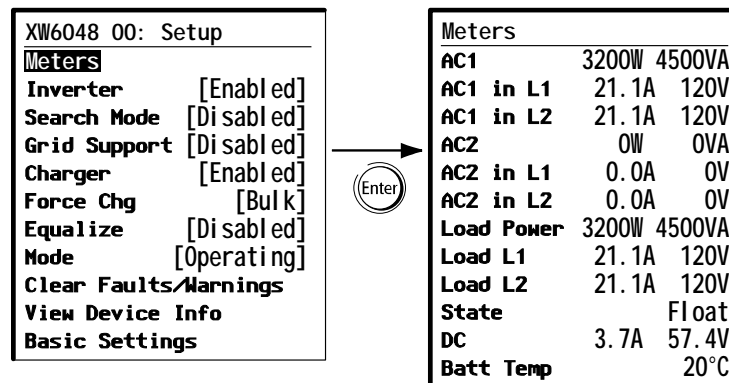 XW6048 00: Setup
Meters
Inverter [Enabled]
Search Mode [Disabled]
Grid Support [Disabled]
Charger [Enabled]
Force Chg [Bulk]
Equalize [Disabled]
Mode [Operating]
Clear Faults/Warnings
View Device Info
Basic Settings
Enter
Meters
AC1 3200W 4500VA
AC1 in L1 21.1A 120V
AC1 in L2 21.1A 120V
AC2 0W 0VA
AC2 in L1 0.0A 0V
AC2 in L2 0.0A 0V
Load Power 3200W 4500VA
Load L1 21.1A 120V
Load L2 21.1A 120V
State Float
DC 3.7A 57.4V
Batt Temp 20°C